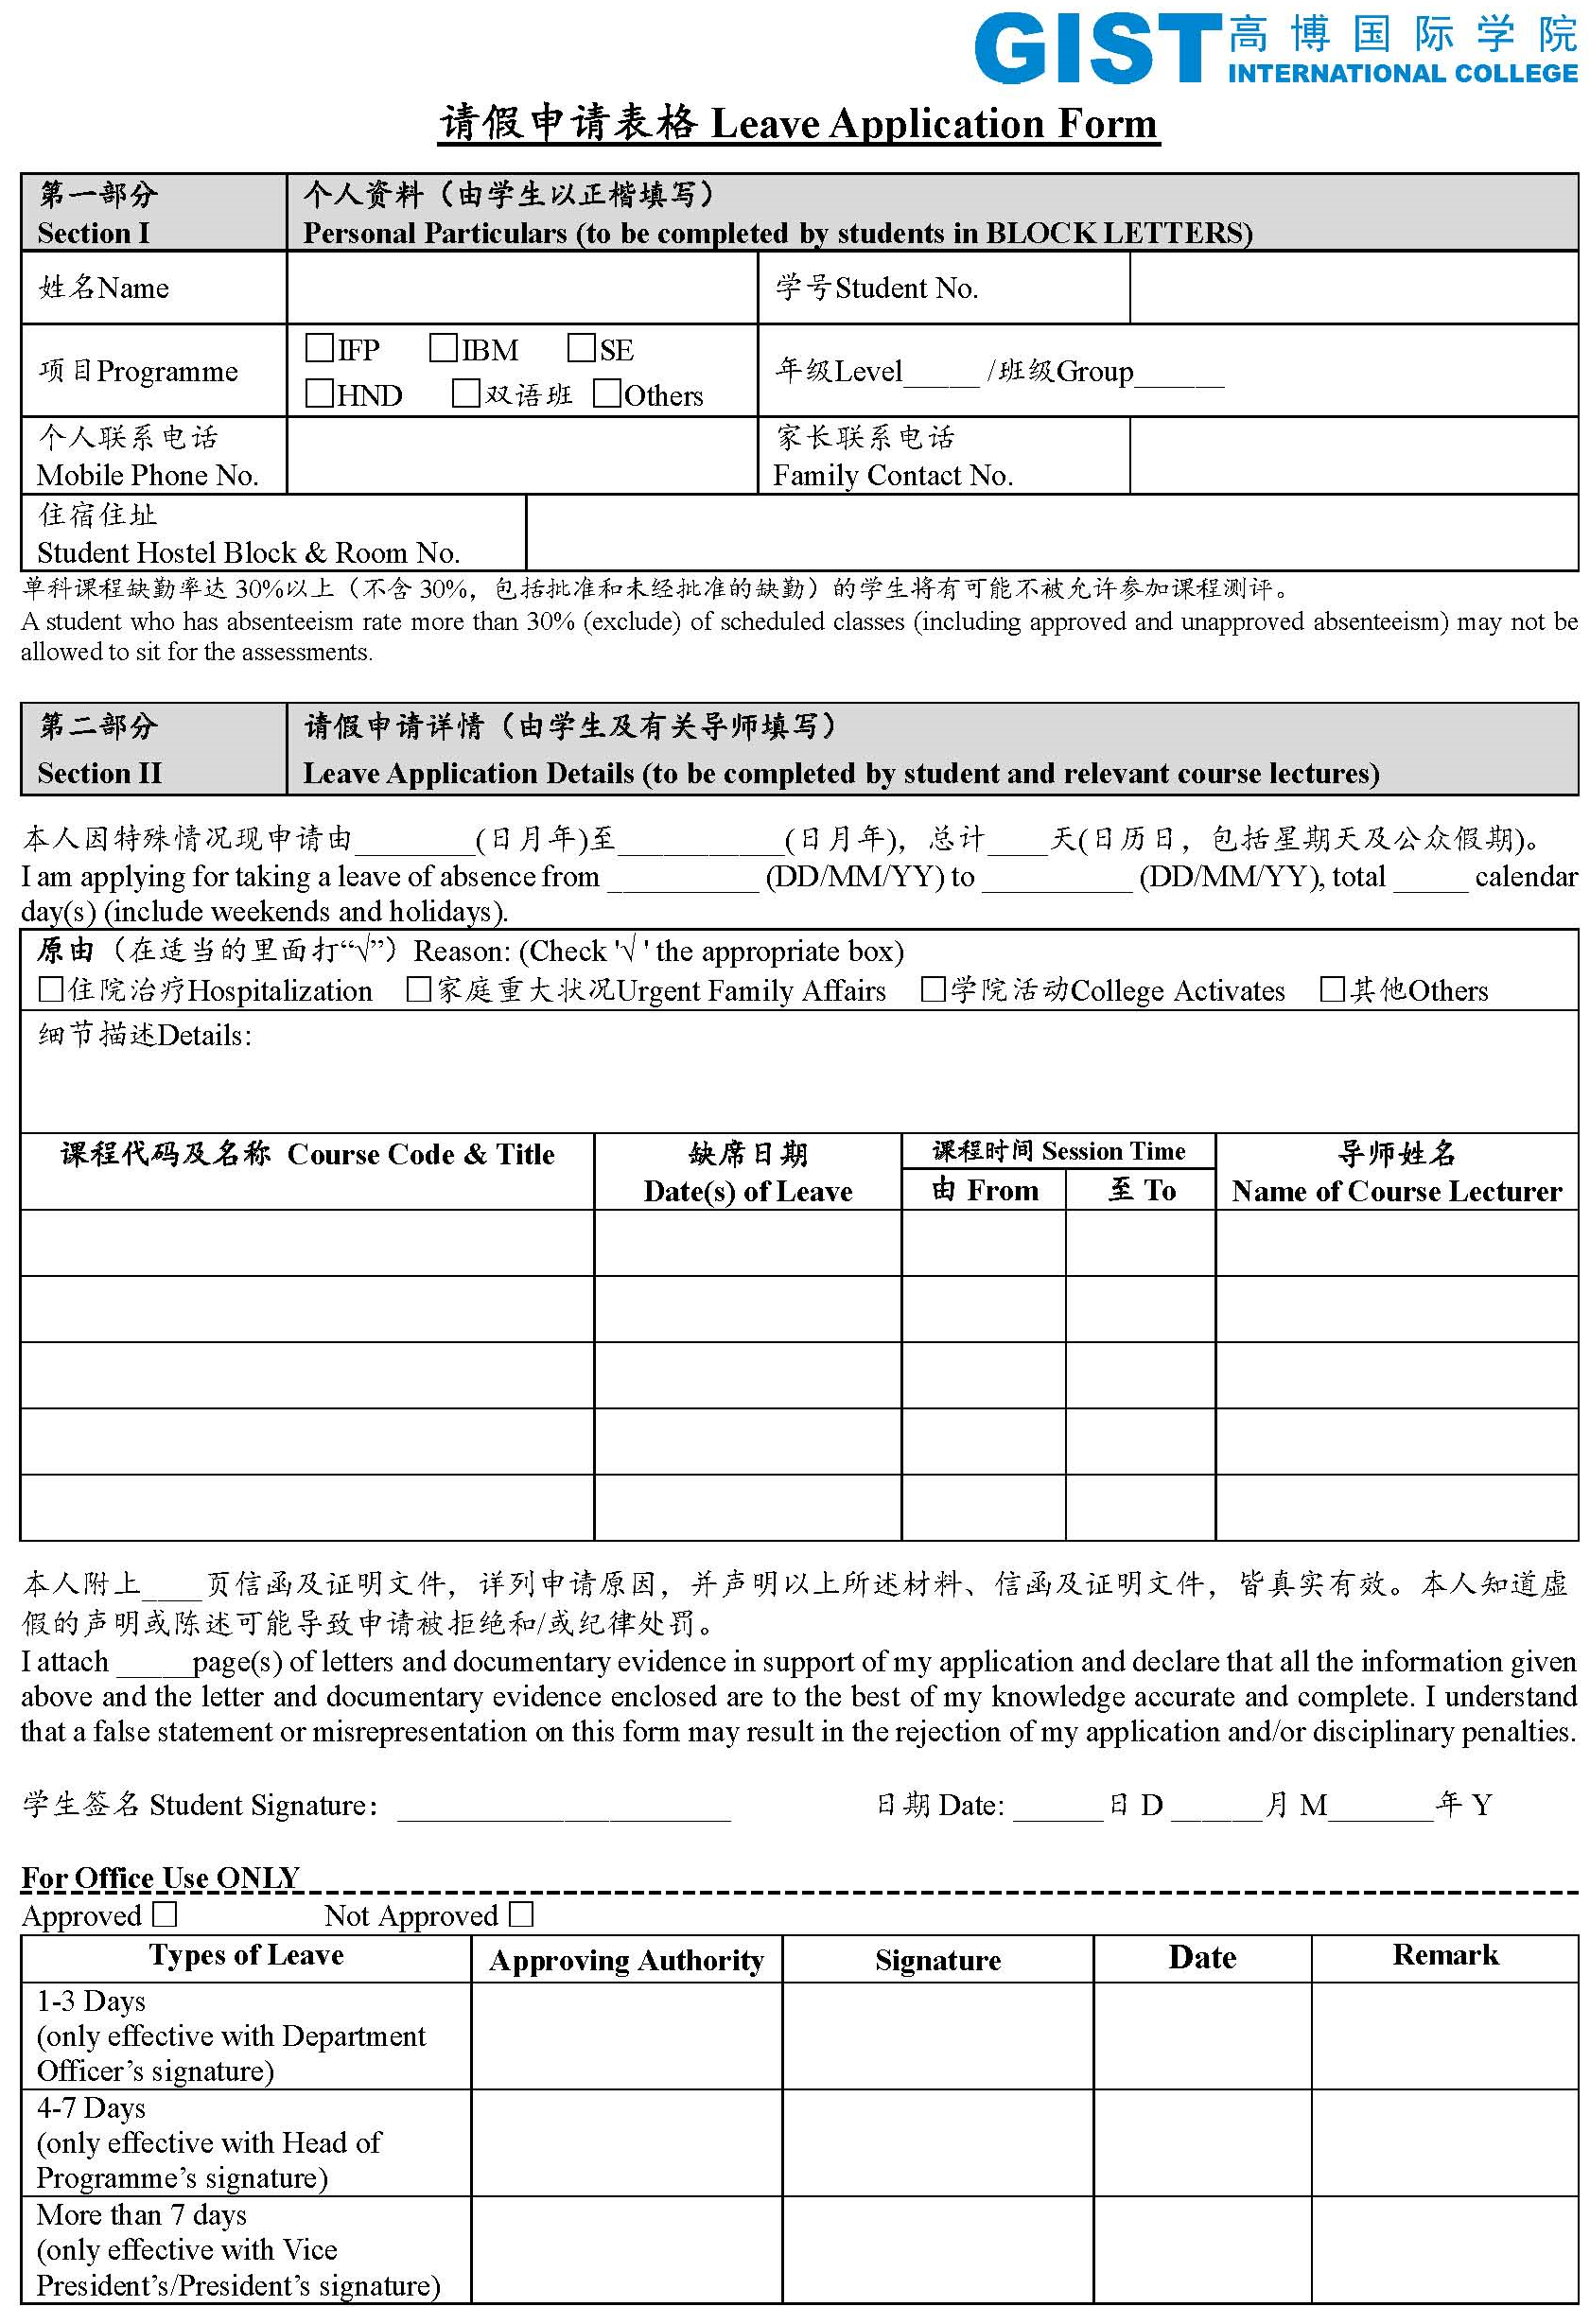 GIST 高博国际学院
INTERNATIONAL COLLEGE
请假申请表格 Leave Application Form
第一部分 个人资料（由学生以正楷填写）
Section I Personal Particulars (to be completed by students in BLOCK LETTERS)
姓名Name 学号Student No.
□IFP □IBM □SE
项目Programme 年级Level_____ /班级Group______
□HND □双语班 □Others
个人联系电话 家长联系电话
Mobile Phone No. Family Contact No.
住宿住址
Student Hostel Block & Room No.
单科课程缺勤率达 30%以上（不含 30%，包括批准和未经批准的缺勤）的学生将有可能不被允许参加课程测评。
A student who has absenteeism rate more than 30% (exclude) of scheduled classes (including approved and unapproved absenteeism) may not be
allowed to sit for the assessments.
第二部分 请假申请详情（由学生及有关导师填写）
Section II Leave Application Details (to be completed by student and relevant course lectures)
本人因特殊情况现申请由________(日月年)至___________(日月年)，总计____天(日历日，包括星期天及公众假期)。
I am applying for taking a leave of absence from __________ (DD/MM/YY) to __________ (DD/MM/YY), total _____ calendar
day(s) (include weekends and holidays).
原由（在适当的里面打“√”）Reason: (Check '√ ' the appropriate box)
□住院治疗Hospitalization □家庭重大状况Urgent Family Affairs □学院活动College Activates □其他Others
细节描述Details:
课程代码及名称 Course Code & Title 缺席日期 课程时间 Session Time 导师姓名
Date(s) of Leave 由 From 至 To Name of Course Lecturer
本人附上____页信函及证明文件，详列申请原因，并声明以上所述材料、信函及证明文件，皆真实有效。本人知道虚
假的声明或陈述可能导致申请被拒绝和/或纪律处罚。
I attach _____page(s) of letters and documentary evidence in support of my application and declare that all the information given
above and the letter and documentary evidence enclosed are to the best of my knowledge accurate and complete. I understand
that a false statement or misrepresentation on this form may result in the rejection of my application and/or disciplinary penalties.
学生签名 Student Signature： ______________________ 日期 Date: ______日 D ______月 M_______年 Y
For Office Use ONLY
Approved □ Not Approved □
Types of Leave Approving Authority Signature Date Remark
1-3 Days
(only effective with Department
Officer’s signature)
4-7 Days
(only effective with Head of
Programme’s signature)
More than 7 days
(only effective with Vice
President’s/President’s signature)